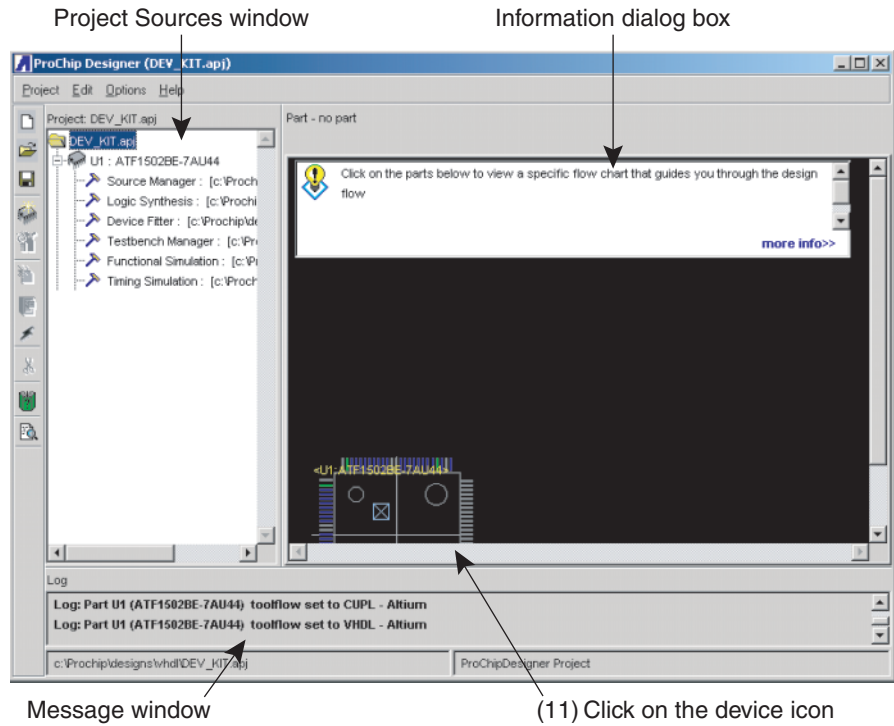 Project Sources window
Information dialog box
ProChip Designer (DEV_KIT.apj)
Project Edit Options Help
Project: DEV_KIT.apj
Part - no part
DEV_KIT.apj
U1 : ATF1502BE-7AU44
Source Manager : [c:\Proch
Logic Synthesis : [c:\Prochi
Device Fitter : [c:\Prochip\de
Testbench Manager : [c:\Pr
Functional Simulation : [c:\P
Timing Simulation : [c:\Proch
Click on the parts below to view a specific flow chart that guides you through the design
flow
more info>>
<U1:ATF1502BE-7AU44>
Log
Log: Part U1 (ATF1502BE-7AU44) toolflow set to CUPL - Altium
Log: Part U1 (ATF1502BE-7AU44) toolflow set to VHDL - Altium
c:\Prochip\designs\vhdl\DEV_KIT.apj
ProChipDesigner Project
Message window
(11) Click on the device icon